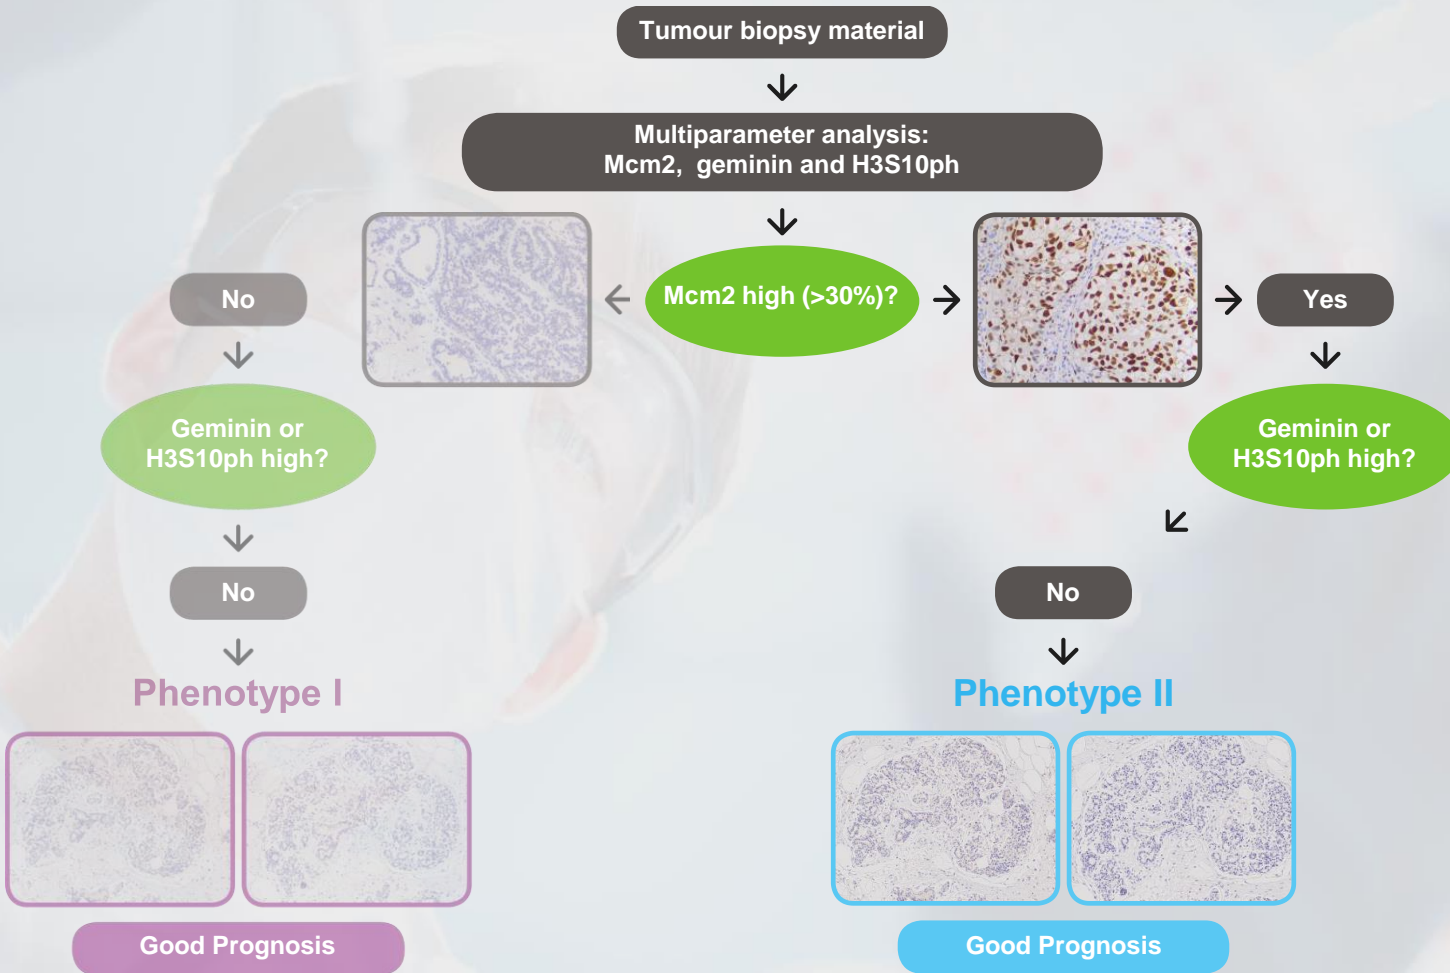 Tumour biopsy material
Multiparameter analysis:
Mcm2, geminin and H3S10ph
No
Mcm2 high (>30%)?
Yes
Geminin or
H3S10ph high?
Geminin or
H3S10ph high?
No
No
Phenotype I
Phenotype II
Good Prognosis
Good Prognosis